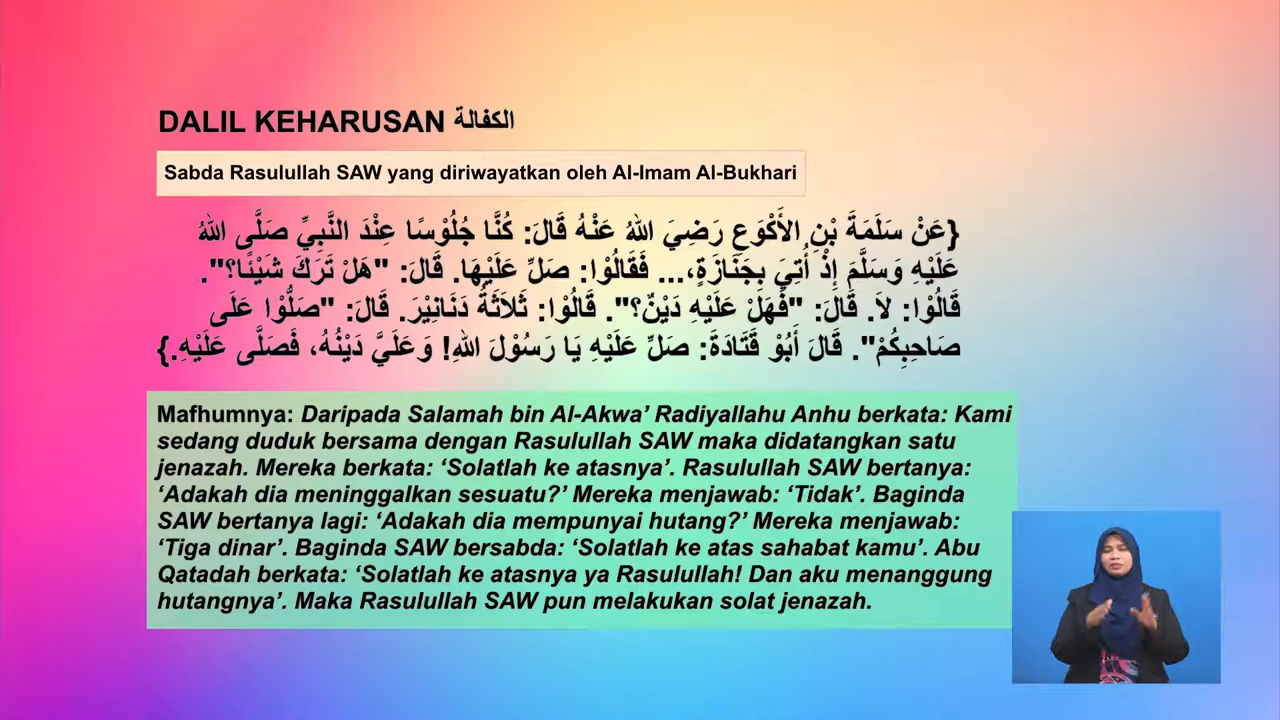 DALIL KEHARUSAN الكفالة
Sabda Rasulullah SAW yang diriwayatkan oleh Al-Imam Al-Bukhari
{عَنْ سَلَمَةَ بْنِ الأَكْوَعِ رَضِيَ اللهُ عَنْهُ قَالَ: كُنَّا جُلُوْسًا عِنْدَ النَّبِيِّ صَلَّى اللهُ
عَلَيْهِ وَسَلَّمَ إِذْ أُتِيَ بِجَنَازَةٍ،... فَقَالُوْا: صَلِّ عَلَيْهَا. قَالَ: "هَلْ تَرَكَ شَيْئًا؟".
قَالُوْا: لاَ. قَالَ: "فَهَلْ عَلَيْهِ دَيْنٌ؟". قَالُوْا: ثَلاَثَةُ دَنَانِيْرَ. قَالَ: "صَلُّوْا عَلَى
صَاحِبِكُمْ". قَالَ أَبُوْ قَتَادَةَ: صَلِّ عَلَيْهِ يَا رَسُوْلَ اللهِ! وَعَلَيَّ دَيْنُهُ، فَصَلَّى عَلَيْهِ.}
Mafhumnya: Daripada Salamah bin Al-Akwa’ Radiyallahu Anhu berkata: Kami
sedang duduk bersama dengan Rasulullah SAW maka didatangkan satu
jenazah. Mereka berkata: ‘Solatlah ke atasnya’. Rasulullah SAW bertanya:
‘Adakah dia meninggalkan sesuatu?’ Mereka menjawab: ‘Tidak’. Baginda
SAW bertanya lagi: ‘Adakah dia mempunyai hutang?’ Mereka menjawab:
‘Tiga dinar’. Baginda SAW bersabda: ‘Solatlah ke atas sahabat kamu’. Abu
Qatadah berkata: ‘Solatlah ke atasnya ya Rasulullah! Dan aku menanggung
hutangnya’. Maka Rasulullah SAW pun melakukan solat jenazah.